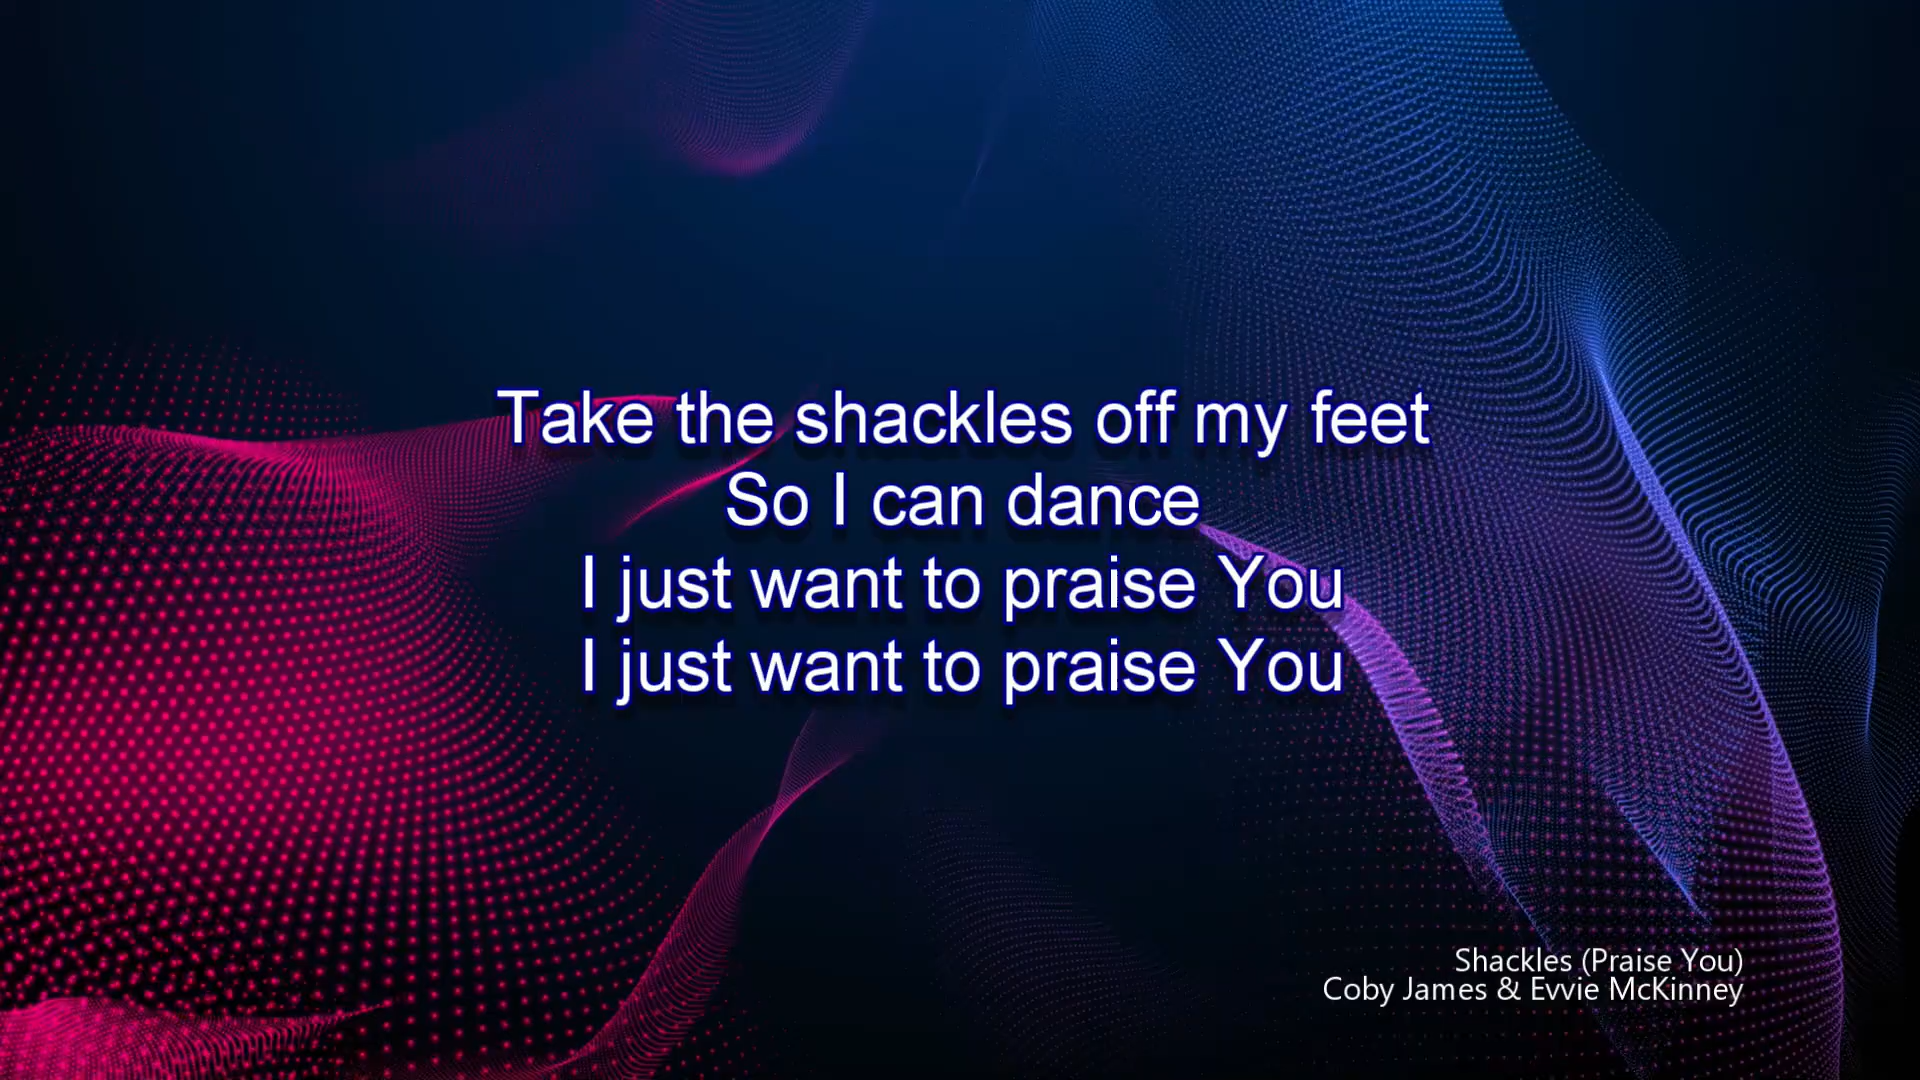 Take the shackles off my feet
So I can dance
I just want to praise You
I just want to praise You
Shackles (Praise You)
Coby James & Evvie McKinney